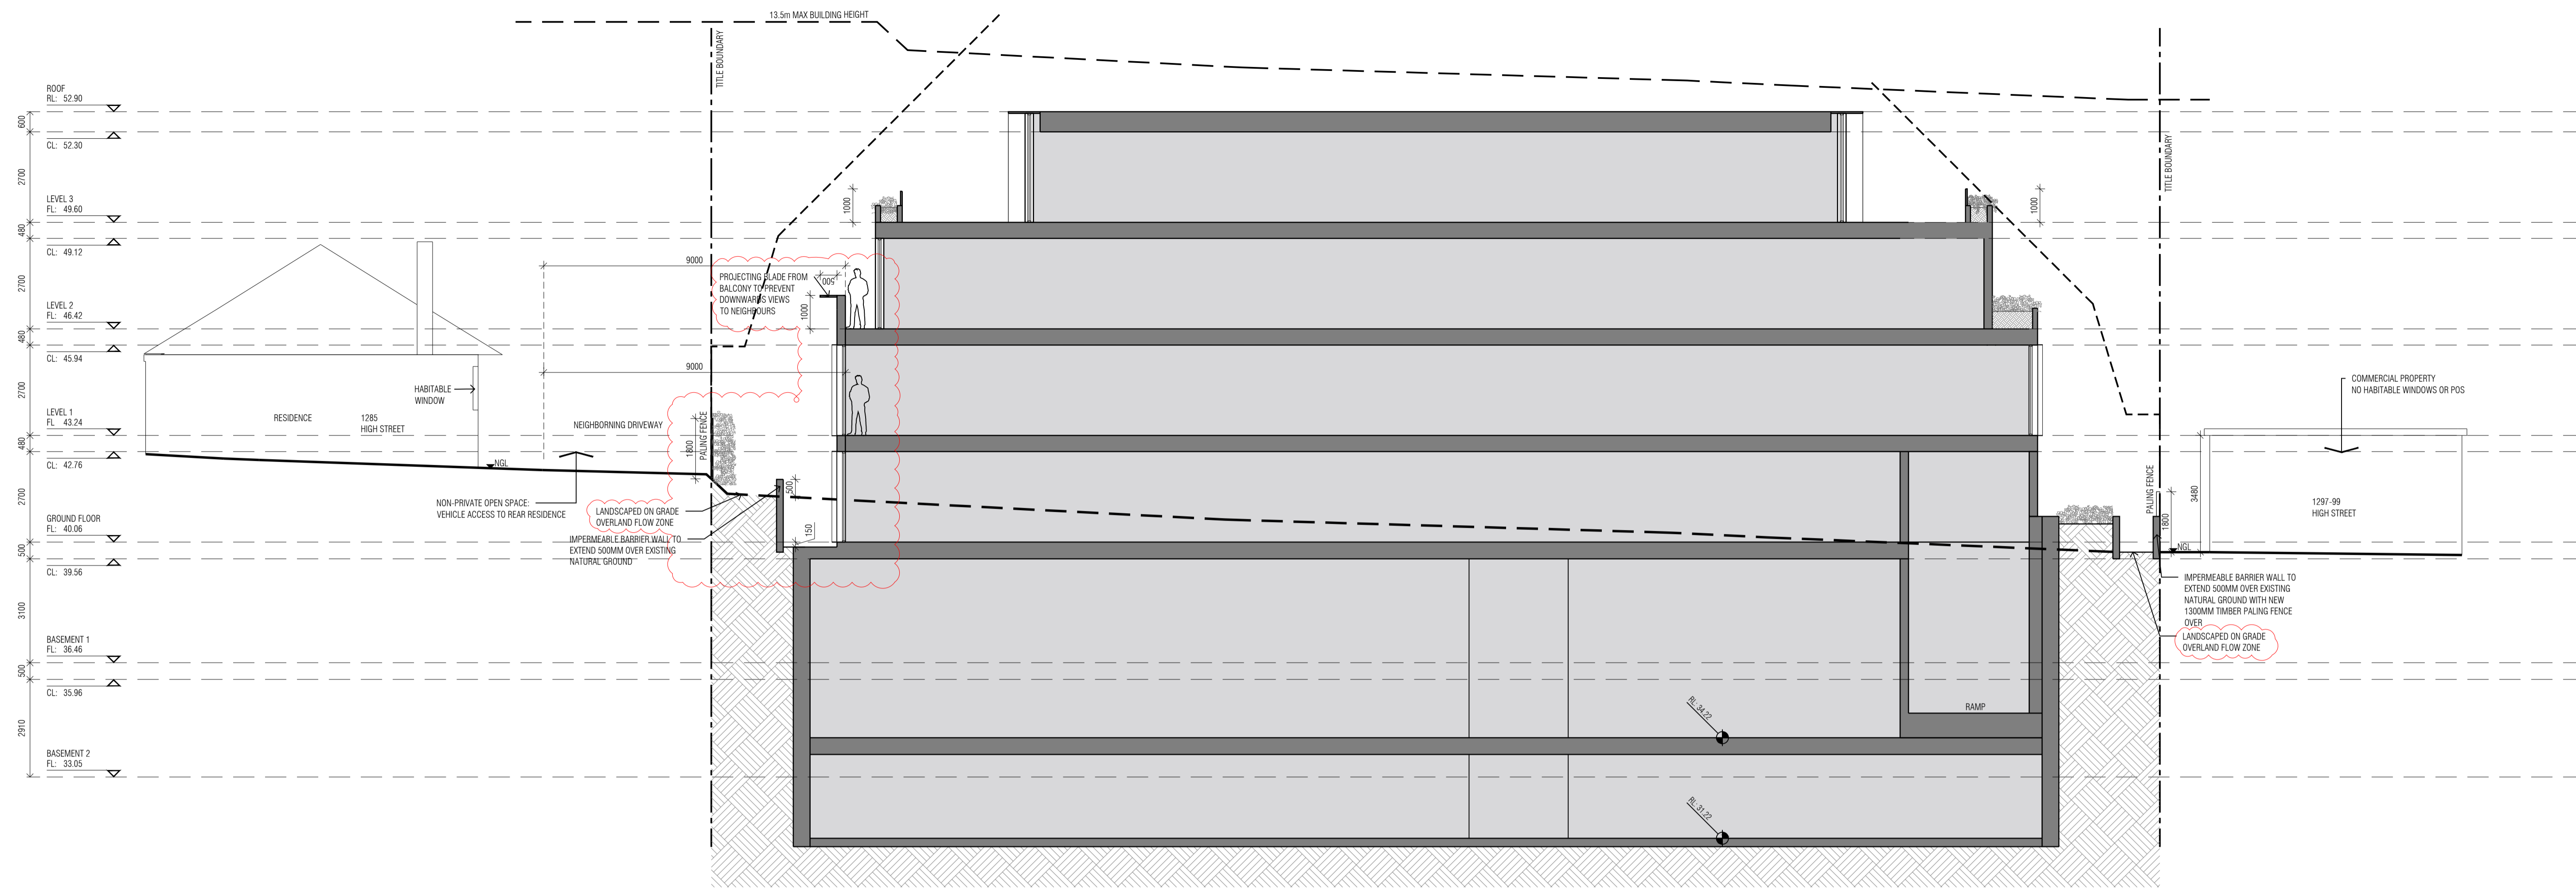 13.5m MAX BUILDING HEIGHT
TITLE BOUNDARY
TITLE BOUNDARY
ROOF
RL: 52.90
600
CL: 52.30
2700
LEVEL 3
FL: 49.60
480
CL: 49.12
2700
LEVEL 2
FL: 46.42
480
CL: 45.94
2700
LEVEL 1
FL 43.24
480
CL: 42.76
2700
GROUND FLOOR
FL: 40.06
500
CL: 39.56
3100
BASEMENT 1
FL: 36.46
500
CL: 35.96
2910
BASEMENT 2
FL: 33.05
1000
1000
9000
PROJECTING BLADE FROM
BALCONY TO PREVENT
DOWNWARDS VIEWS
TO NEIGHBOURS
500
1000
9000
HABITABLE
WINDOW
RESIDENCE
1285
HIGH STREET
NEIGHBORNING DRIVEWAY
PALING FENCE
1800
NGL
NON-PRIVATE OPEN SPACE:
VEHICLE ACCESS TO REAR RESIDENCE
LANDSCAPED ON GRADE
OVERLAND FLOW ZONE
500
150
IMPERMEABLE BARRIER WALL TO
EXTEND 500MM OVER EXISTING
NATURAL GROUND
RAMP
RL:34.22
RL:31.22
COMMERCIAL PROPERTY
NO HABITABLE WINDOWS OR POS
PALING FENCE
1800
3480
1297-99
HIGH STREET
NGL
IMPERMEABLE BARRIER WALL TO
EXTEND 500MM OVER EXISTING
NATURAL GROUND WITH NEW
1300MM TIMBER PALING FENCE
OVER
LANDSCAPED ON GRADE
OVERLAND FLOW ZONE